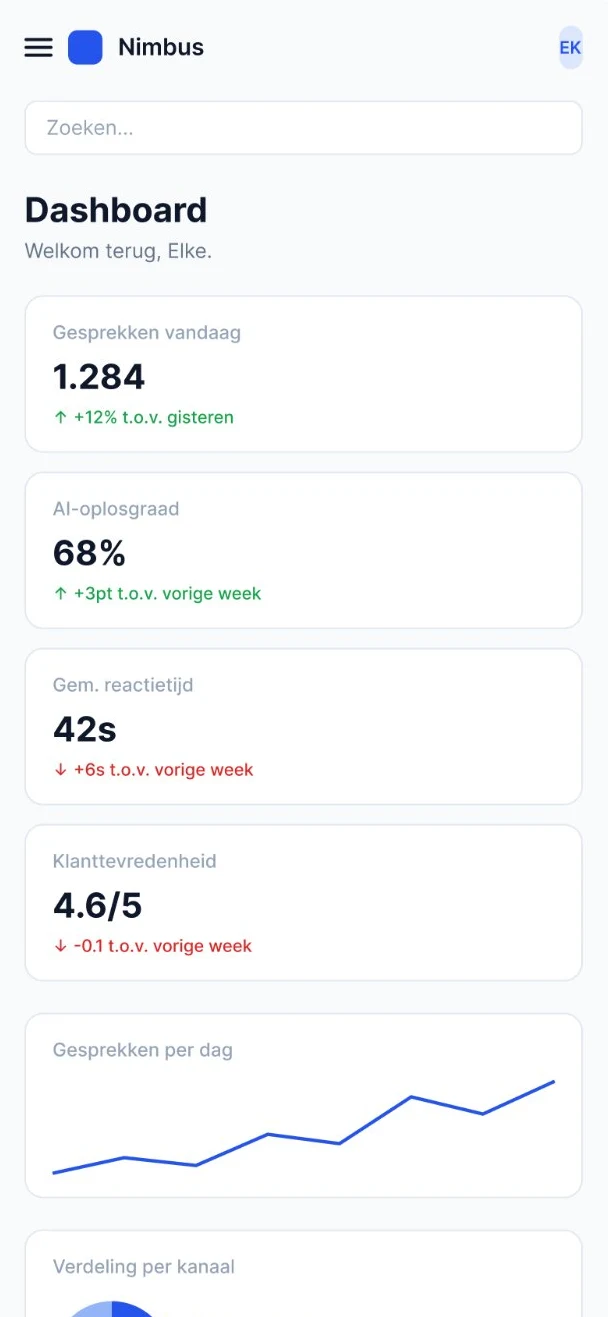 Nimbus
EK
Zoeken...
Dashboard
Welkom terug, Elke.
Gesprekken vandaag
1.284
↑ +12% t.o.v. gisteren
AI-oplosgraad
68%
↑ +3pt t.o.v. vorige week
Gem. reactietijd
42s
↓ +6s t.o.v. vorige week
Klanttevredenheid
4.6/5
↓ -0.1 t.o.v. vorige week
Gesprekken per dag
Verdeling per kanaal